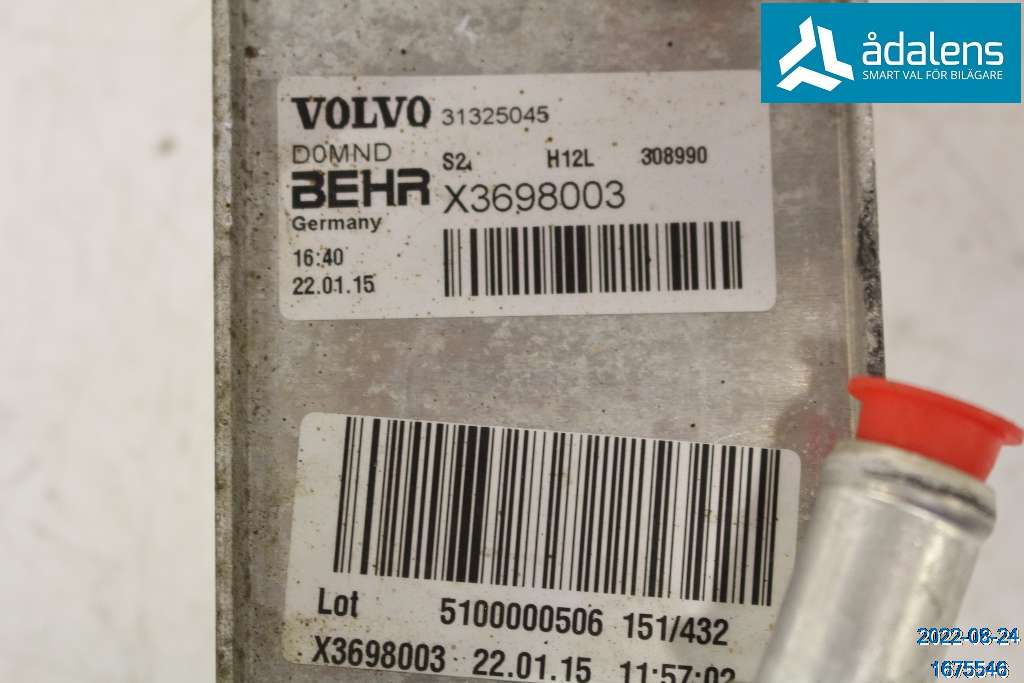 ådalens
SMART VAL FÖR BILÄGARE
VOLVO 31325045
D0MND
H12L 308990
BEHR X3698003
Germany
16:40
22.01.15
Lot 5100000506 151/432
X3698003 22.01.15 11:57:02
2022-08-24
1675546